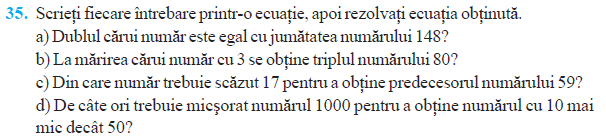 35. Scrieți fiecare întrebare printr-o ecuație, apoi rezolvați ecuația obținută.
a) Dublul cărui număr este egal cu jumătatea numărului 148?
b) La mărirea cărui număr cu 3 se obține triplul numărului 80?
c) Din care număr trebuie scăzut 17 pentru a obține predecesorul numărului 59?
d) De câte ori trebuie micșorat numărul 1000 pentru a obține numărul cu 10 mai
mic decât 50?